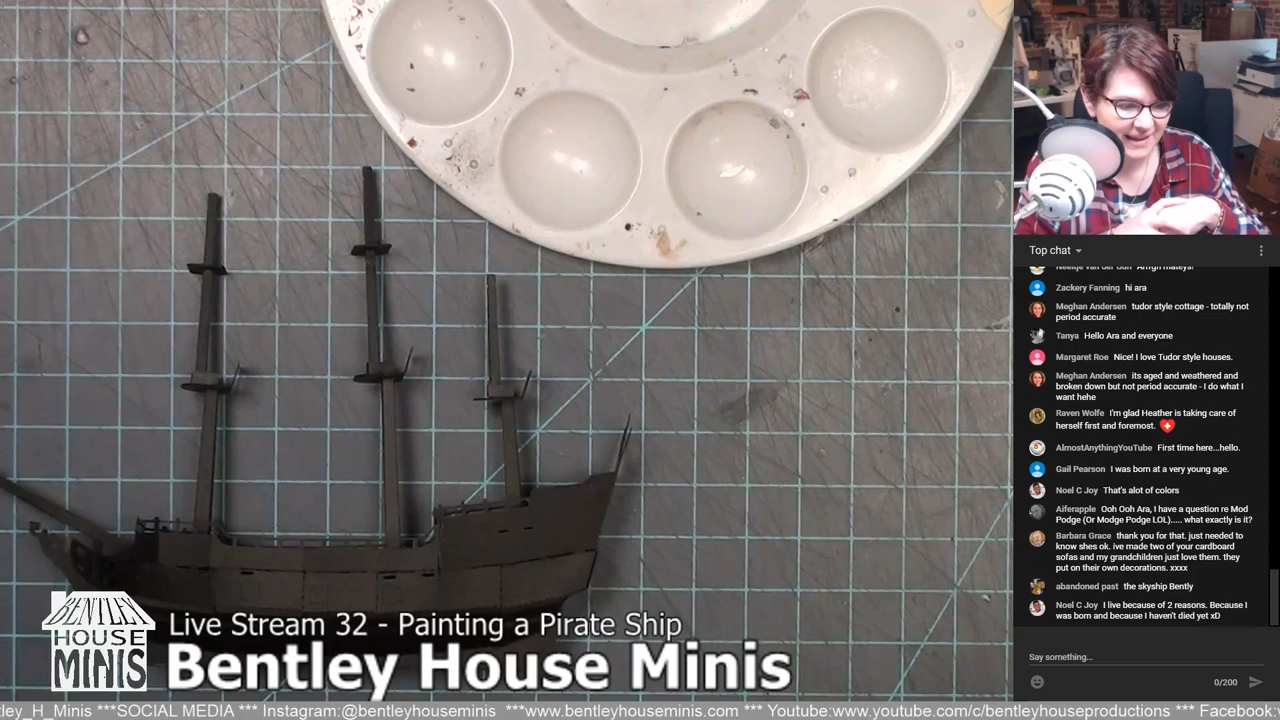 Top chat
Arrrgh mateys!
Zackery Fanning hi ara
Meghan Andersen tudor style cottage - totally not
period accurate
Tanya Hello Ara and everyone
Margaret Roe Nice! I love Tudor style houses.
Meghan Andersen its aged and weathered and
broken down but not period accurate - I do what I
want hehe
Raven Wolfe I'm glad Heather is taking care of
herself first and foremost.
AlmostAnythingYouTube First time here...hello.
Gail Pearson I was born at a very young age.
Noel C Joy That's alot of colors
Aiferapple Ooh Ooh Ara, I have a question re Mod
Podge (Or Modge Podge LOL)..... what exactly is it?
Barbara Grace thank you for that. just needed to
know shes ok. ive made two of your cardboard
sofas and my grandchildren just love them. they
put on their own decorations. xxxx
abandoned past the skyship Bently
Noel C Joy I live because of 2 reasons. Because I
was born and because I haven't died yet xD
Say something...
0/200
BENTLEY
HOUSE
MINIS
Live Stream 32 - Painting a Pirate Ship
Bentley House Minis
tley_H_Minis ***SOCIAL MEDIA *** Instagram:@bentleyhouseminis ***www.bentleyhouseminis.com *** Youtube:www.youtube.com/c/bentleyhouseproductions *** Facebook: